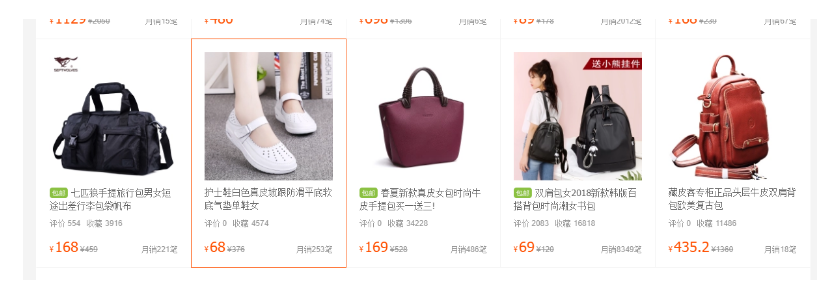 ¥1129 ¥2050 月销15笔
月销74笔
¥698 ¥1396 月销6笔
¥89 ¥178 月销2012笔
¥168 ¥239 月销67笔
SEPTWOLVES
KELLY HOPPEN
送小熊挂件
包邮 七匹狼手提旅行包男女短
途出差行李包袋帆布
评价 554 收藏 3916
¥168 ¥459 月销221笔
护士鞋白色真皮坡跟防滑平底软
底气垫单鞋女
评价 0 收藏 4574
¥68 ¥376 月销253笔
包邮 春夏新款真皮女包时尚牛
皮手提包买一送三!
评价 0 收藏 34228
¥169 ¥528 月销486笔
包邮 双肩包女2018新款韩版百
搭背包时尚潮女书包
评价 2083 收藏 16818
¥69 ¥120 月销8349笔
藏皮客专柜正品头层牛皮双肩背
包欧美复古包
评价 0 收藏 11486
¥435.2 ¥1360 月销18笔